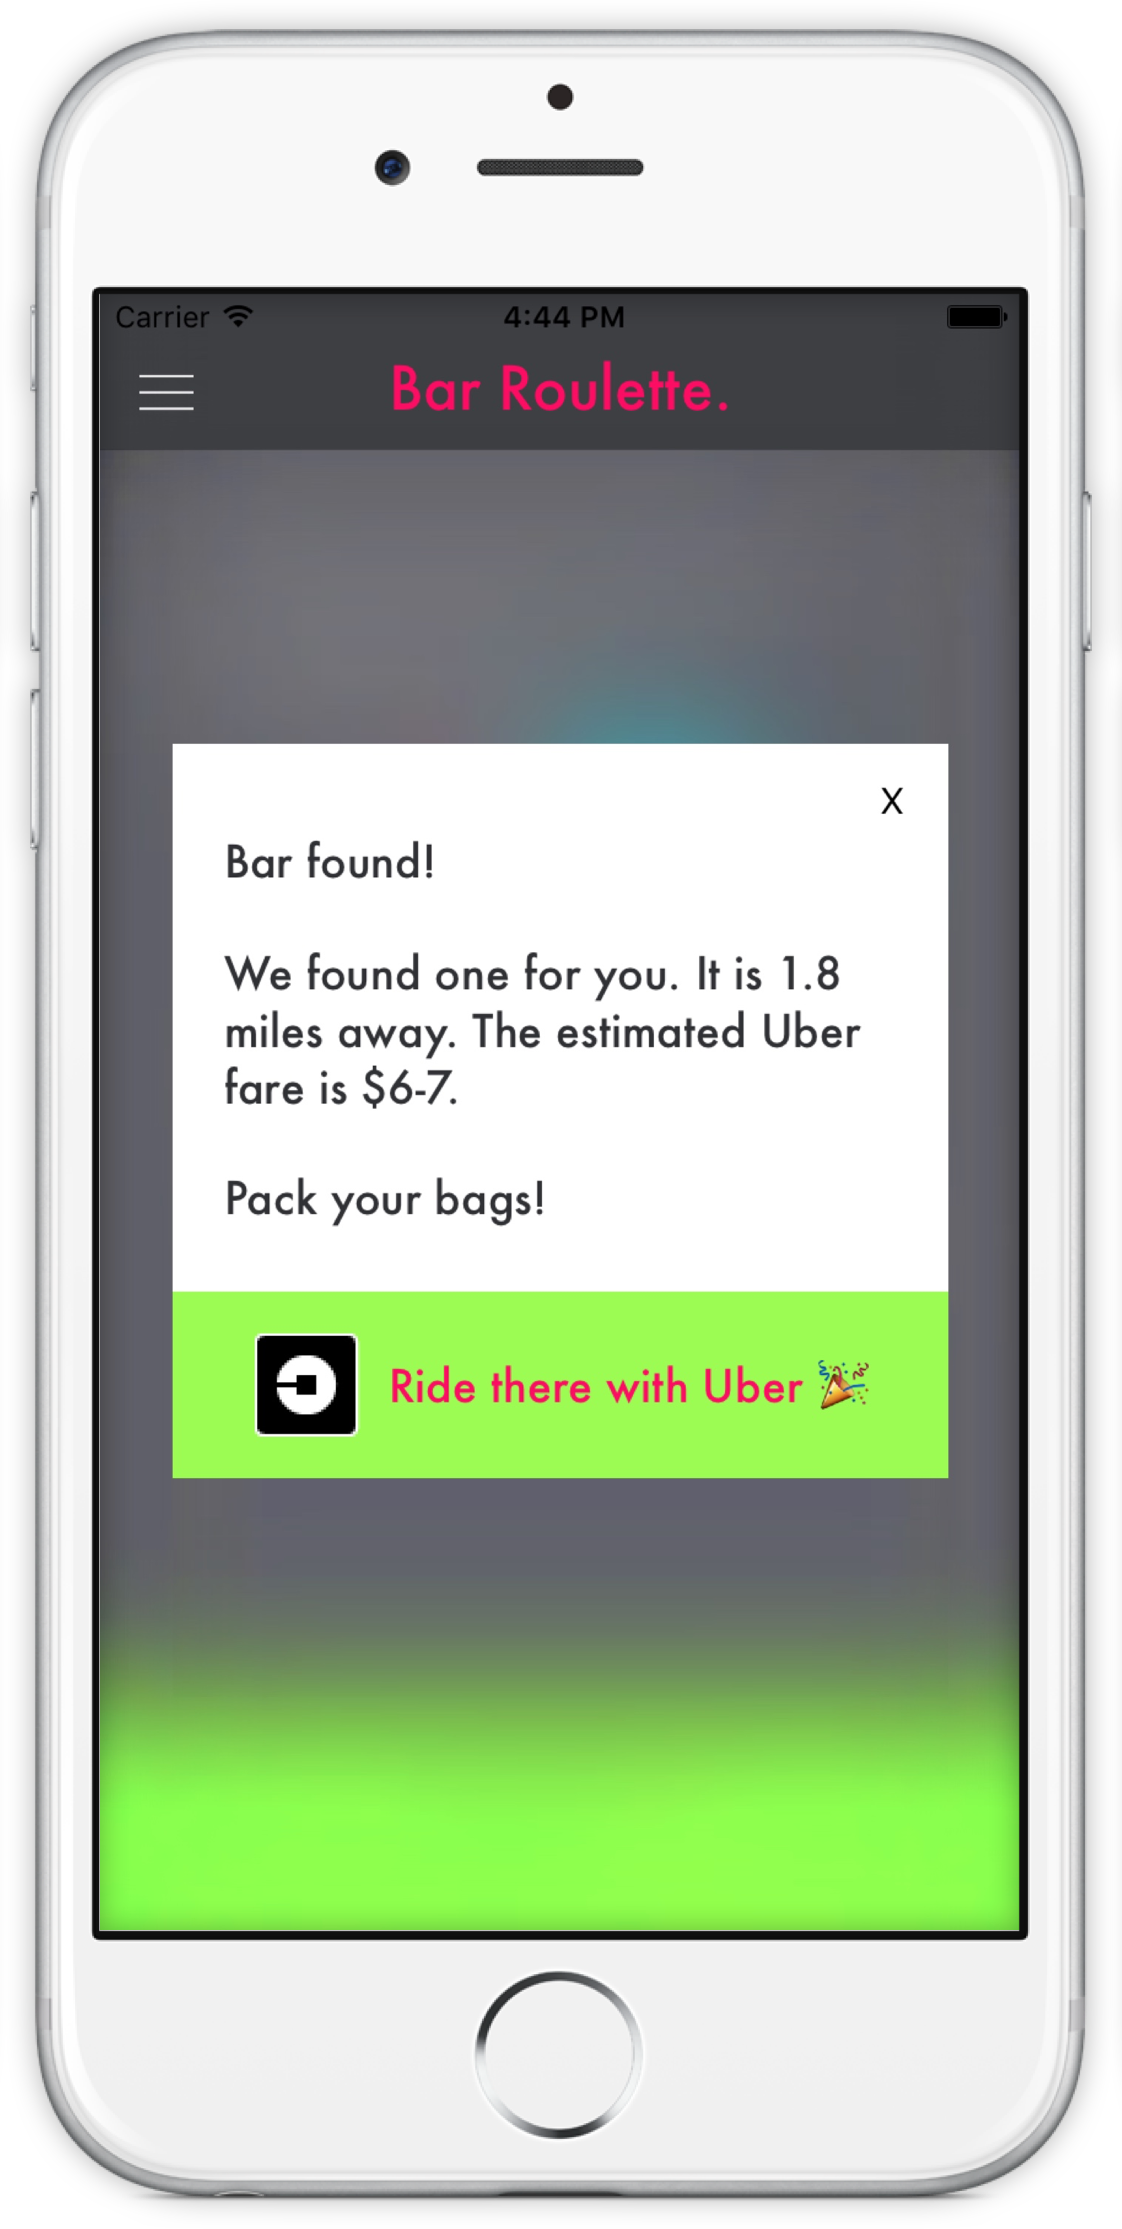 Carrier 4:44 PM
Bar Roulette.
X
Bar found!
We found one for you. It is 1.8
miles away. The estimated Uber
fare is $6-7.
Pack your bags!
Ride there with Uber 🎉